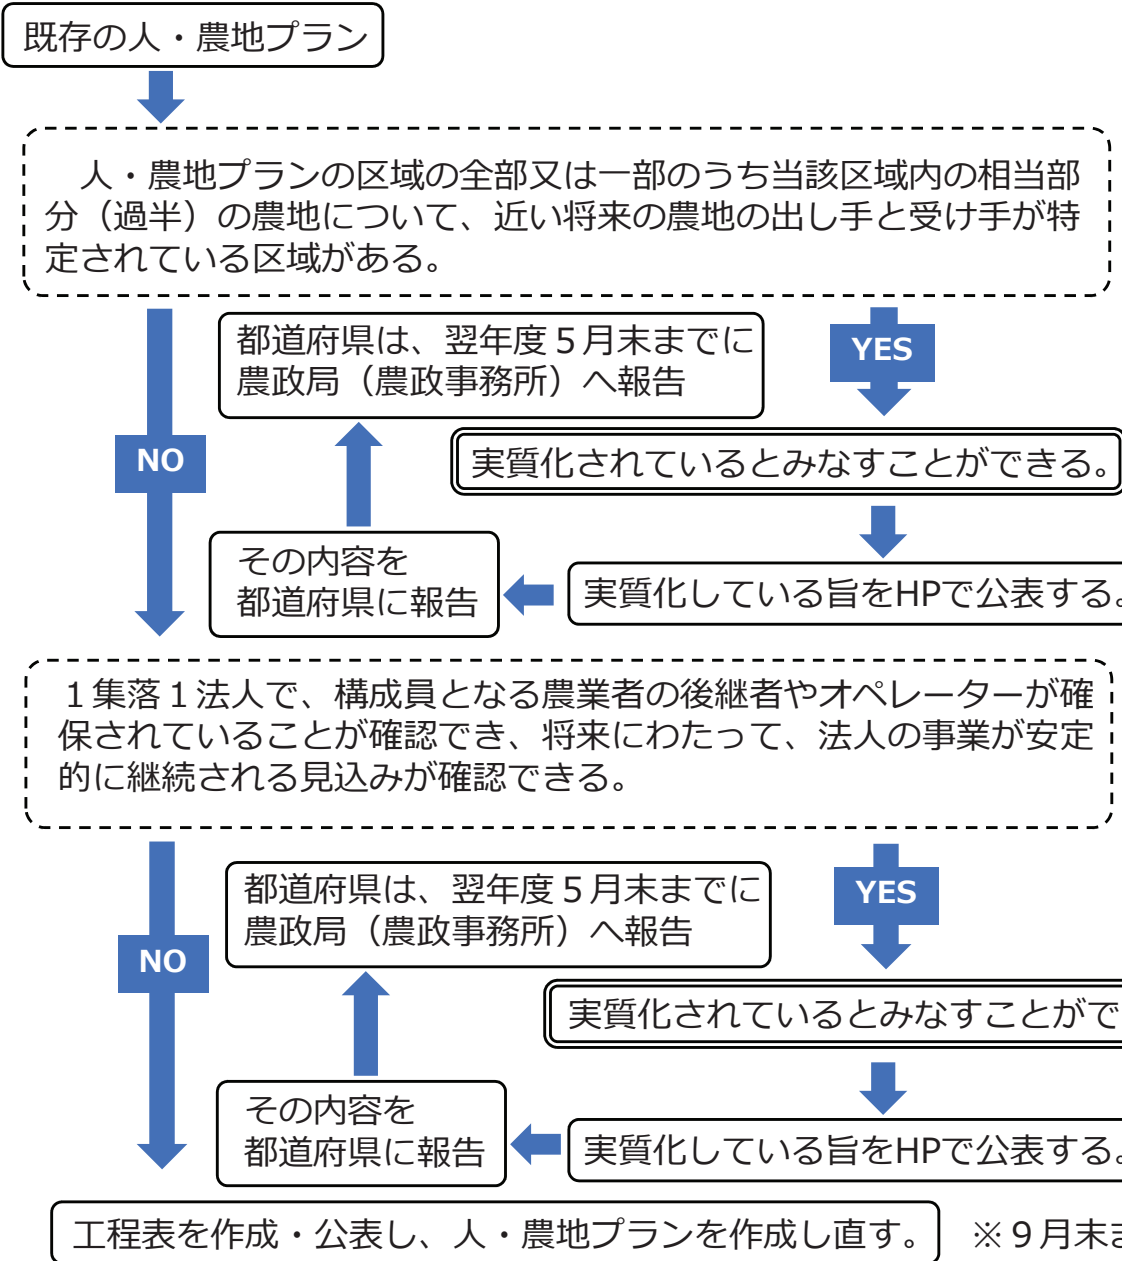 既存の人・農地プラン
人・農地プランの区域の全部又は一部のうち当該区域内の相当部
分（過半）の農地について、近い将来の農地の出し手と受け手が特
定されている区域がある。
都道府県は、翌年度５月末までに
農政局（農政事務所）へ報告
YES
NO
実質化されているとみなすことができる。
その内容を
都道府県に報告
実質化している旨をHPで公表する。
１集落１法人で、構成員となる農業者の後継者やオペレーターが確
保されていることが確認でき、将来にわたって、法人の事業が安定
的に継続される見込みが確認できる。
都道府県は、翌年度５月末までに
農政局（農政事務所）へ報告
YES
NO
実質化されているとみなすことがで
その内容を
都道府県に報告
実質化している旨をHPで公表する。
工程表を作成・公表し、人・農地プランを作成し直す。
※９月末ま